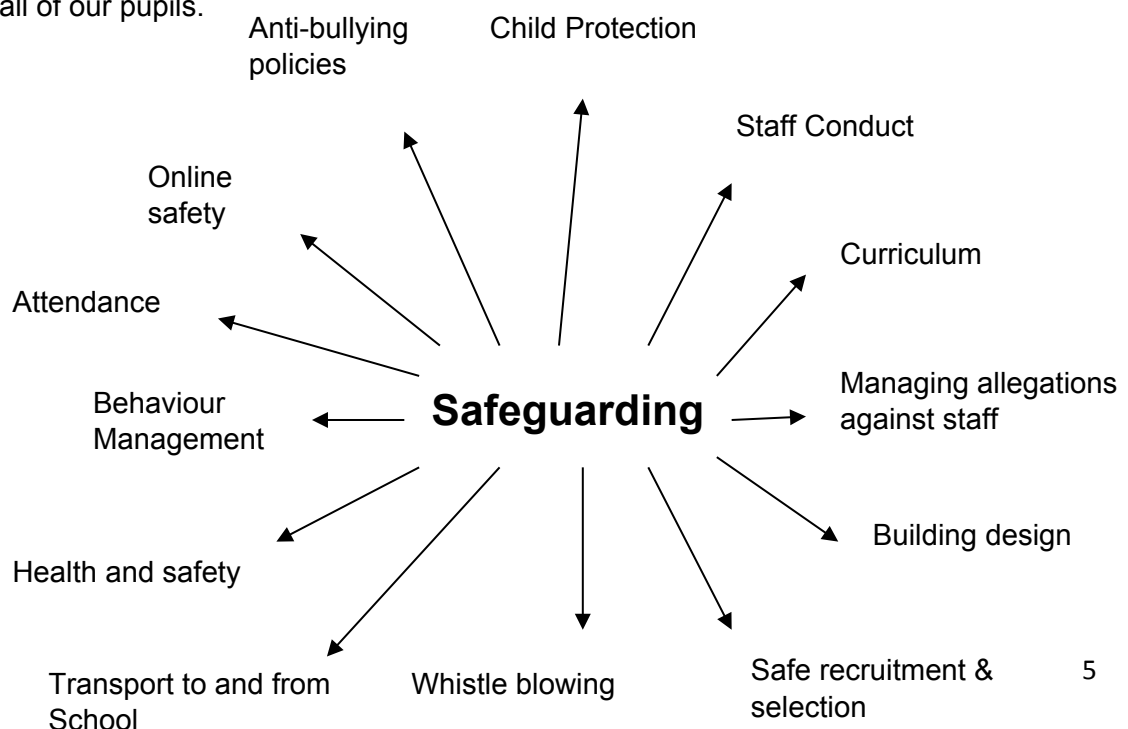 all of our pupils.
Anti-bullying
policies
Child Protection
Staff Conduct
Online
safety
Curriculum
Attendance
Managing allegations
against staff
Behaviour
Management
Safeguarding
Building design
Health and safety
Transport to and from
School
Whistle blowing
Safe recruitment &
selection
5